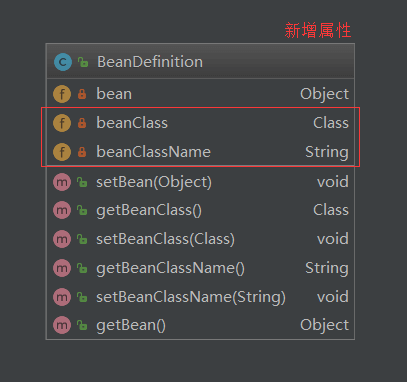 新增属性
C BeanDefinition
f bean Object
f beanClass Class
f beanClassName String
m setBean(Object) void
m getBeanClass() Class
m setBeanClass(Class) void
m getBeanClassName() String
m setBeanClassName(String) void
m getBean() Object